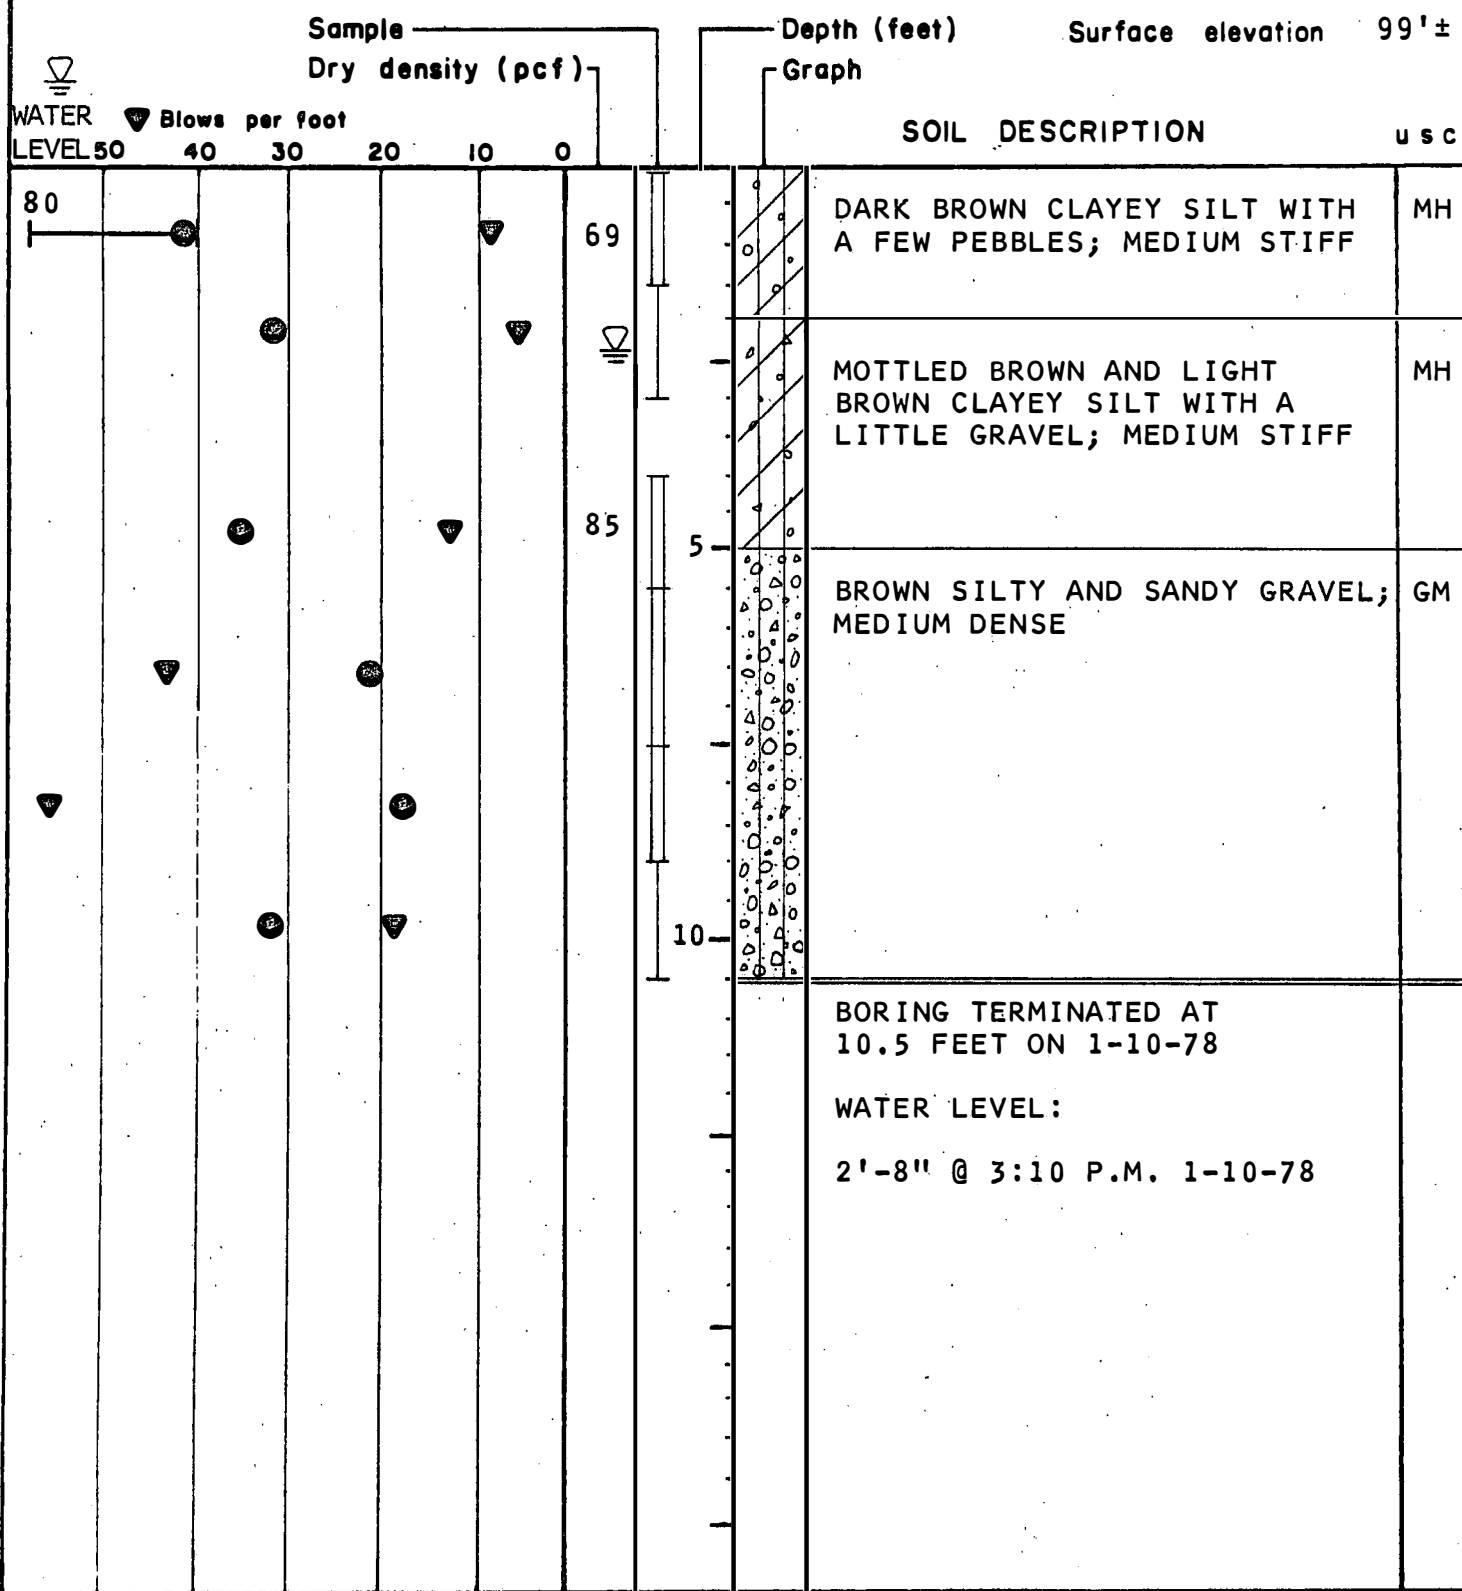 Sample
Depth (feet)
Surface elevation 99'±
Dry density (pcf)
Graph
WATER
LEVEL
Blows per foot
50 40 30 20 10 0
SOIL DESCRIPTION
usc
80
69
DARK BROWN CLAYEY SILT WITH
A FEW PEBBLES; MEDIUM STIFF
MH
MOTTLED BROWN AND LIGHT
BROWN CLAYEY SILT WITH A
LITTLE GRAVEL; MEDIUM STIFF
MH
85
5
BROWN SILTY AND SANDY GRAVEL;
MEDIUM DENSE
GM
10
BORING TERMINATED AT
10.5 FEET ON 1-10-78
WATER LEVEL:
2'-8" @ 3:10 P.M. 1-10-78